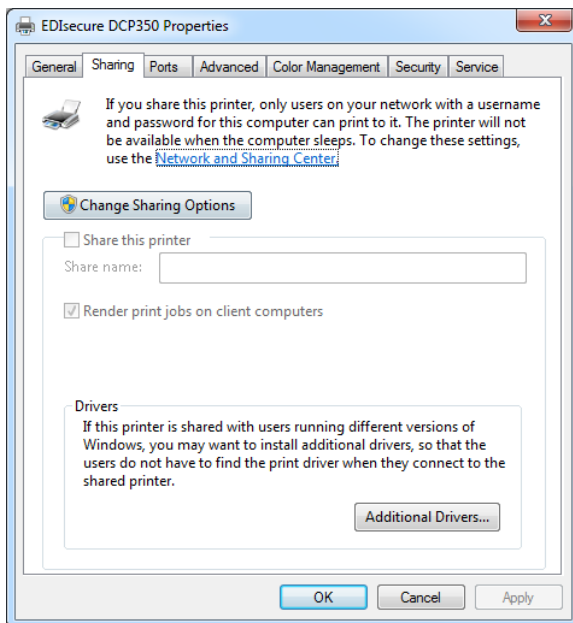 EDIsecure DCP350 Properties
General Sharing Ports Advanced Color Management Security Service
If you share this printer, only users on your network with a username
and password for this computer can print to it. The printer will not
be available when the computer sleeps. To change these settings,
use the Network and Sharing Center.
Change Sharing Options
Share this printer
Share name:
Render print jobs on client computers
Drivers
If this printer is shared with users running different versions of
Windows, you may want to install additional drivers, so that the
users do not have to find the print driver when they connect to the
shared printer.
Additional Drivers...
OK Cancel Apply